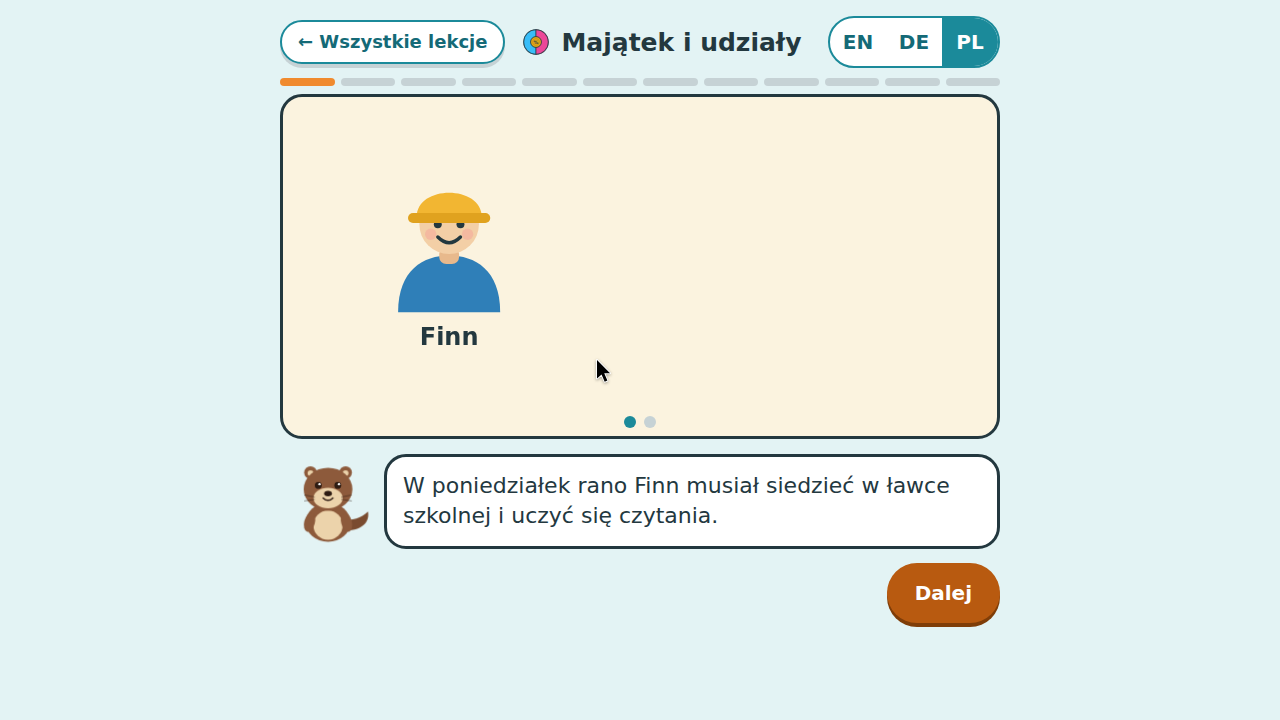 ← Wszystkie lekcje
Majątek i udziały
EN DE PL
Finn
W poniedziałek rano Finn musiał siedzieć w ławce
szkolnej i uczyć się czytania.
Dalej